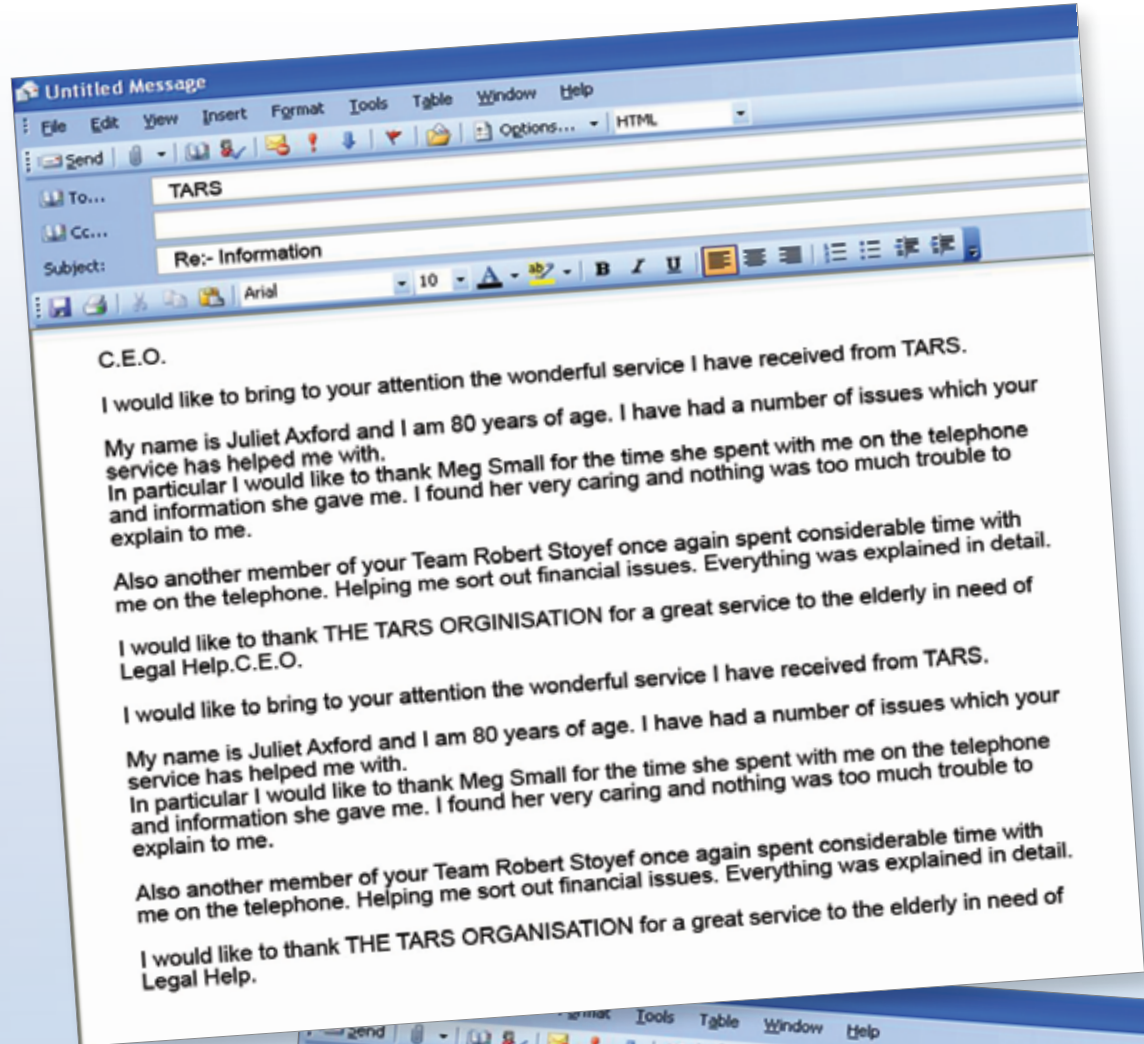 Untitled Message
File Edit View Insert Format Tools Table Window Help
Send Options... HTML
To... TARS
Cc...
Subject: Re:- Information
Arial 10 A ab B I U
C.E.O.
I would like to bring to your attention the wonderful service I have received from TARS.
My name is Juliet Axford and I am 80 years of age. I have had a number of issues which your
service has helped me with.
In particular I would like to thank Meg Small for the time she spent with me on the telephone
and information she gave me. I found her very caring and nothing was too much trouble to
explain to me.
Also another member of your Team Robert Stoyef once again spent considerable time with
me on the telephone. Helping me sort out financial issues. Everything was explained in detail.
I would like to thank THE TARS ORGINISATION for a great service to the elderly in need of
Legal Help.C.E.O.
I would like to bring to your attention the wonderful service I have received from TARS.
My name is Juliet Axford and I am 80 years of age. I have had a number of issues which your
service has helped me with.
In particular I would like to thank Meg Small for the time she spent with me on the telephone
and information she gave me. I found her very caring and nothing was too much trouble to
explain to me.
Also another member of your Team Robert Stoyef once again spent considerable time with
me on the telephone. Helping me sort out financial issues. Everything was explained in detail.
I would like to thank THE TARS ORGANISATION for a great service to the elderly in need of
Legal Help.
Tools Table Window Help
Send